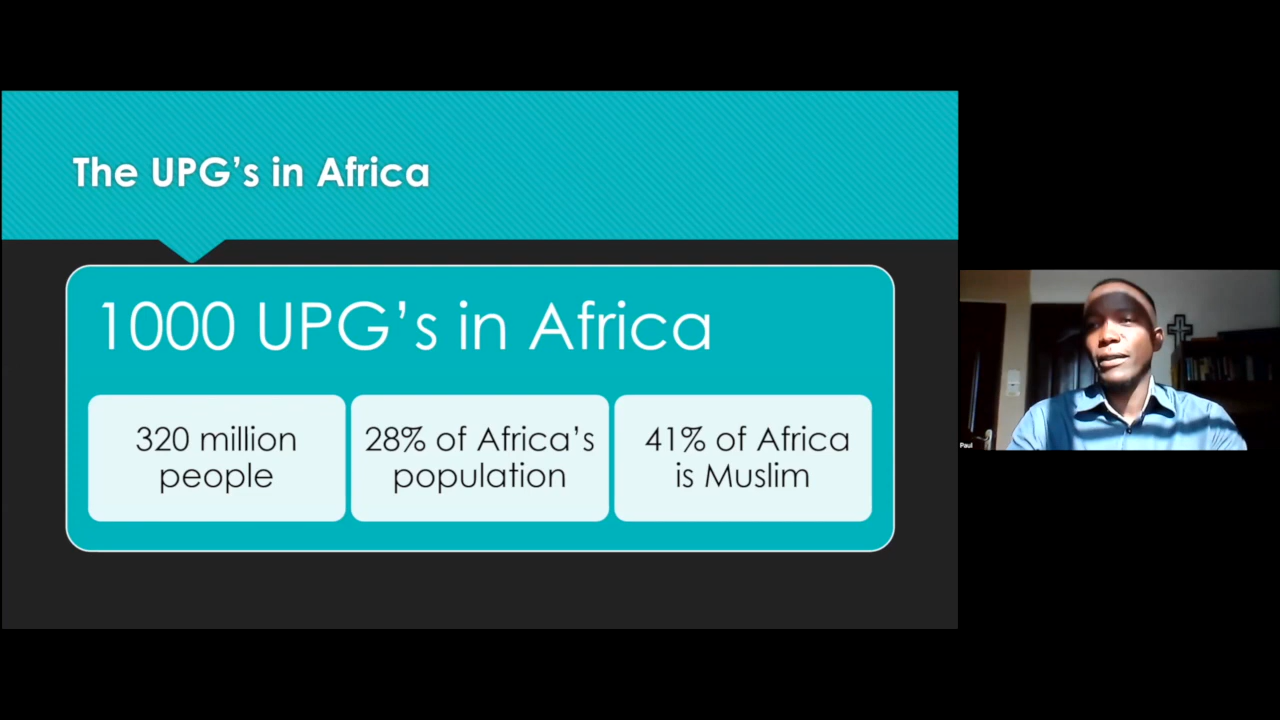 The UPG’s in Africa
1000 UPG’s in Africa
320 million
people
28% of Africa’s
population
41% of Africa
is Muslim
Paul